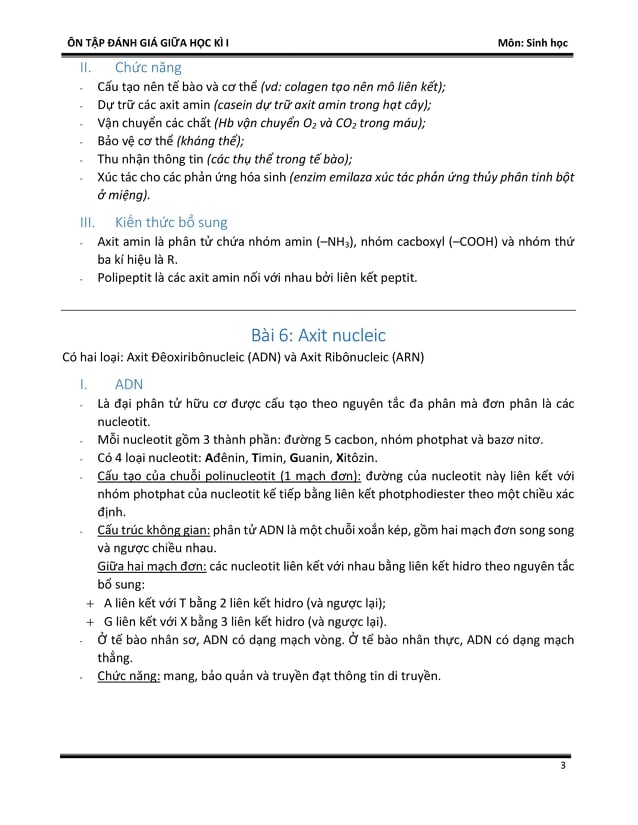 ÔN TẬP ĐÁNH GIÁ GIỮA HỌC KÌ I Môn: Sinh học
II. Chức năng
- Cấu tạo nên tế bào và cơ thể (vd: colagen tạo nên mô liên kết);
- Dự trữ các axit amin (casein dự trữ axit amin trong hạt cây);
- Vận chuyển các chất (Hb vận chuyển O2 và CO2 trong máu);
- Bảo vệ cơ thể (kháng thể);
- Thu nhận thông tin (các thụ thể trong tế bào);
- Xúc tác cho các phản ứng hóa sinh (enzim emilaza xúc tác phản ứng thủy phân tinh bột
ở miệng).
III. Kiến thức bổ sung
- Axit amin là phân tử chứa nhóm amin (–NH3), nhóm cacboxyl (–COOH) và nhóm thứ
ba kí hiệu là R.
- Polipeptit là các axit amin nối với nhau bởi liên kết peptit.
Bài 6: Axit nucleic
Có hai loại: Axit Đêoxiribônucleic (ADN) và Axit Ribônucleic (ARN)
I. ADN
- Là đại phân tử hữu cơ được cấu tạo theo nguyên tắc đa phân mà đơn phân là các
nucleotit.
- Mỗi nucleotit gồm 3 thành phần: đường 5 cacbon, nhóm photphat và bazơ nitơ.
- Có 4 loại nucleotit: Ađênin, Timin, Guanin, Xitôzin.
- Cấu tạo của chuỗi polinucleotit (1 mạch đơn): đường của nucleotit này liên kết với
nhóm photphat của nucleotit kế tiếp bằng liên kết photphodiester theo một chiều xác
định.
- Cấu trúc không gian: phân tử ADN là một chuỗi xoắn kép, gồm hai mạch đơn song song
và ngược chiều nhau.
Giữa hai mạch đơn: các nucleotit liên kết với nhau bằng liên kết hidro theo nguyên tắc
bổ sung:
+ A liên kết với T bằng 2 liên kết hidro (và ngược lại);
+ G liên kết với X bằng 3 liên kết hidro (và ngược lại).
- Ở tế bào nhân sơ, ADN có dạng mạch vòng. Ở tế bào nhân thực, ADN có dạng mạch
thẳng.
- Chức năng: mang, bảo quản và truyền đạt thông tin di truyền.
3